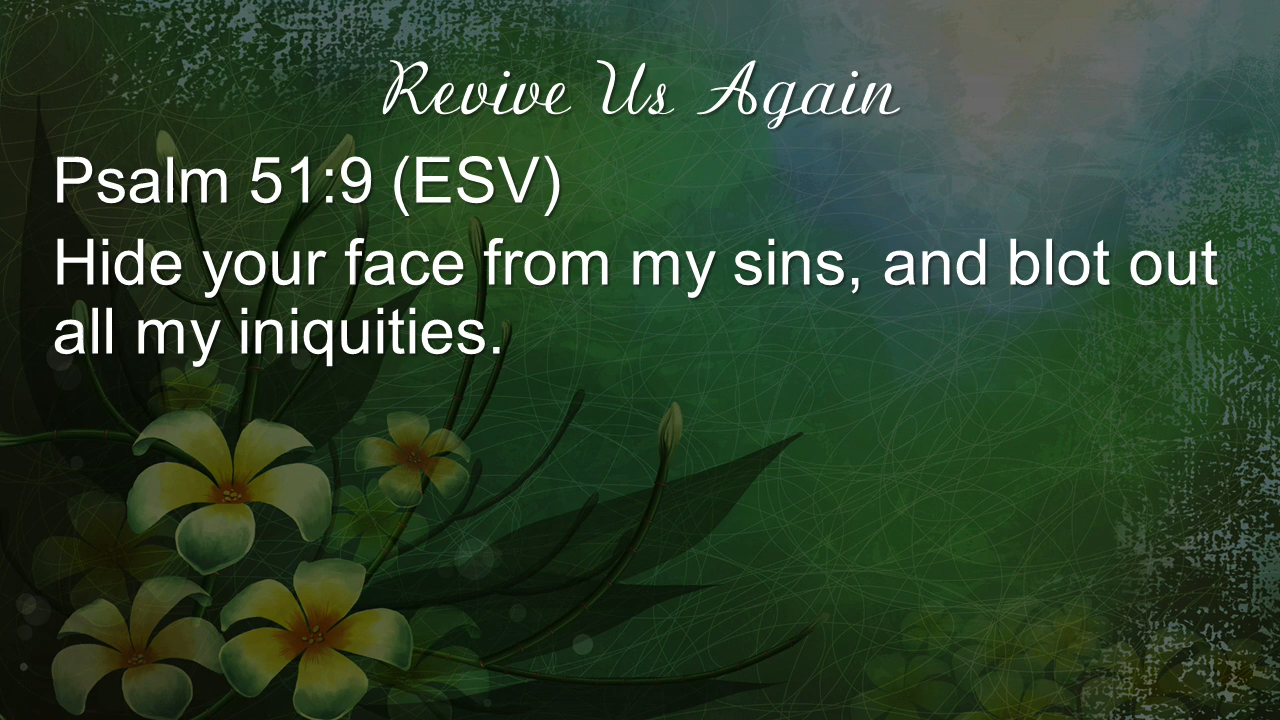 Revive Us Again
Psalm 51:9 (ESV)
Hide your face from my sins, and blot out
all my iniquities.